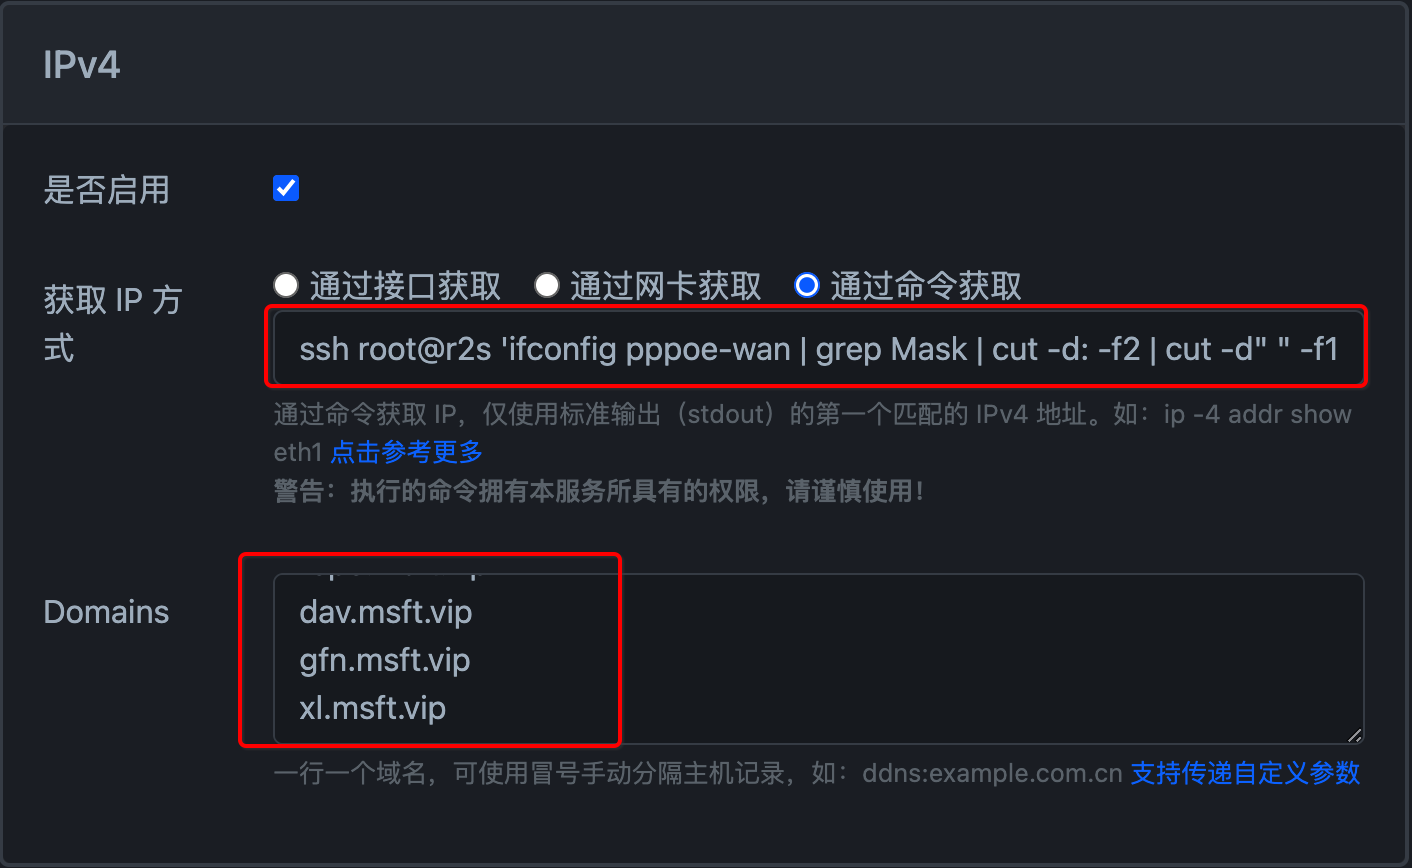 IPv4
是否启用
获取 IP 方
式
通过接口获取 通过网卡获取 通过命令获取
ssh root@r2s 'ifconfig pppoe-wan | grep Mask | cut -d: -f2 | cut -d" " -f1
通过命令获取 IP，仅使用标准输出（stdout）的第一个匹配的 IPv4 地址。如：ip -4 addr show
eth1 点击参考更多
警告：执行的命令拥有本服务所具有的权限，请谨慎使用！
Domains
dav.msft.vip
gfn.msft.vip
xl.msft.vip
一行一个域名，可使用冒号手动分隔主机记录，如：ddns:example.com.cn 支持传递自定义参数